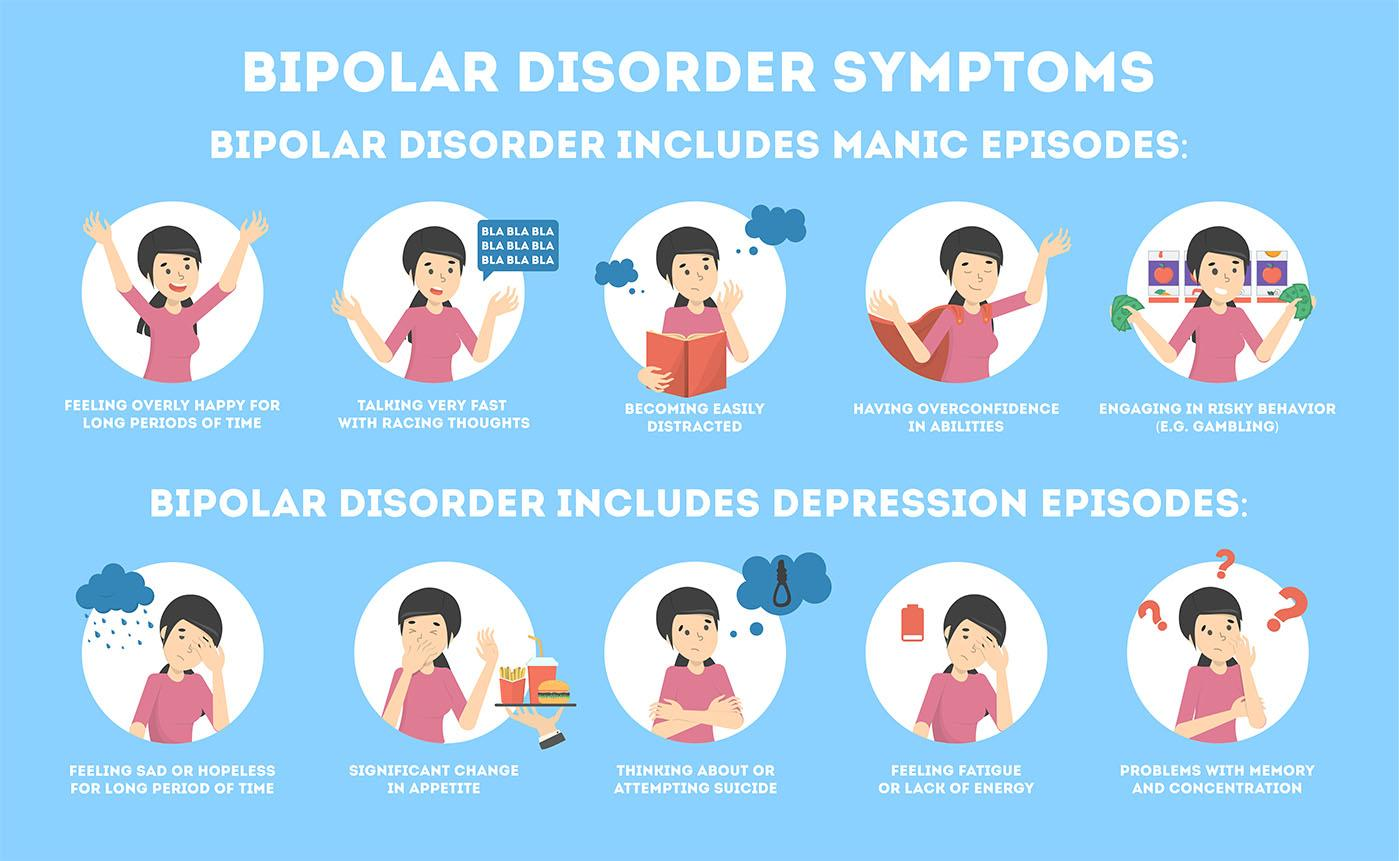 BIPOLAR DISORDER SYMPTOMS
BIPOLAR DISORDER INCLUDES MANIC EPISODES:
BLA BLA BLA
BLA BLA BLA
BLA BLA BLA
FEELING OVERLY HAPPY FOR
LONG PERIODS OF TIME
TALKING VERY FAST
WITH RACING THOUGHTS
BECOMING EASILY
DISTRACTED
HAVING OVERCONFIDENCE
IN ABILITIES
ENGAGING IN RISKY BEHAVIOR
(E.G. GAMBLING)
BIPOLAR DISORDER INCLUDES DEPRESSION EPISODES:
?
?
?
FEELING SAD OR HOPELESS
FOR LONG PERIOD OF TIME
SIGNIFICANT CHANGE
IN APPETITE
THINKING ABOUT OR
ATTEMPTING SUICIDE
FEELING FATIGUE
OR LACK OF ENERGY
PROBLEMS WITH MEMORY
AND CONCENTRATION